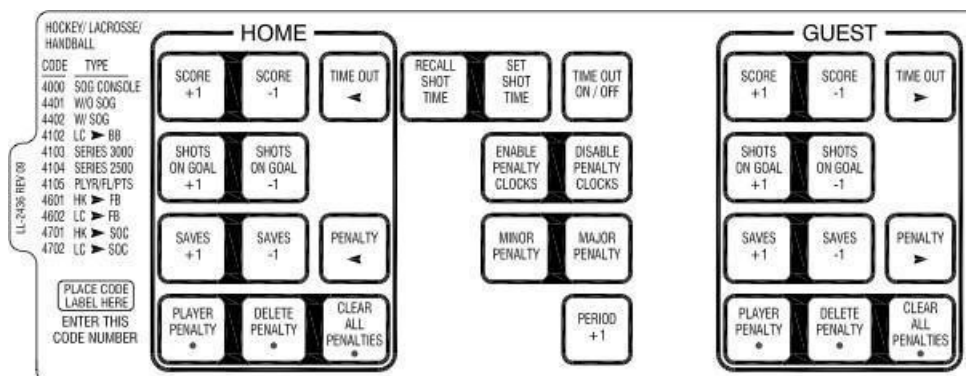 HOCKEY/ LACROSSE/
HANDBALL
CODE TYPE
4000 SOG CONSOLE
4401 W/O SOG
4402 W/ SOG
4102 LC ► BB
4103 SERIES 3000
4104 SERIES 2500
4105 PLYR/FL/PTS
4601 HK ► FB
4602 LC ► FB
4701 HK ► SOC
4702 LC ► SOC
LL-2436 REV 09
PLACE CODE
LABEL HERE
ENTER THIS
CODE NUMBER
HOME
SCORE
+1
SCORE
-1
TIME OUT
◄
SHOTS
ON GOAL
+1
SHOTS
ON GOAL
-1
SAVES
+1
SAVES
-1
PENALTY
◄
PLAYER
PENALTY
●
DELETE
PENALTY
●
CLEAR
ALL
PENALTIES
●
RECALL
SHOT
TIME
SET
SHOT
TIME
TIME OUT
ON / OFF
ENABLE
PENALTY
CLOCKS
DISABLE
PENALTY
CLOCKS
MINOR
PENALTY
MAJOR
PENALTY
PERIOD
+1
GUEST
SCORE
+1
SCORE
-1
TIME OUT
►
SHOTS
ON GOAL
+1
SHOTS
ON GOAL
-1
SAVES
+1
SAVES
-1
PENALTY
►
PLAYER
PENALTY
●
DELETE
PENALTY
●
CLEAR
ALL
PENALTIES
●